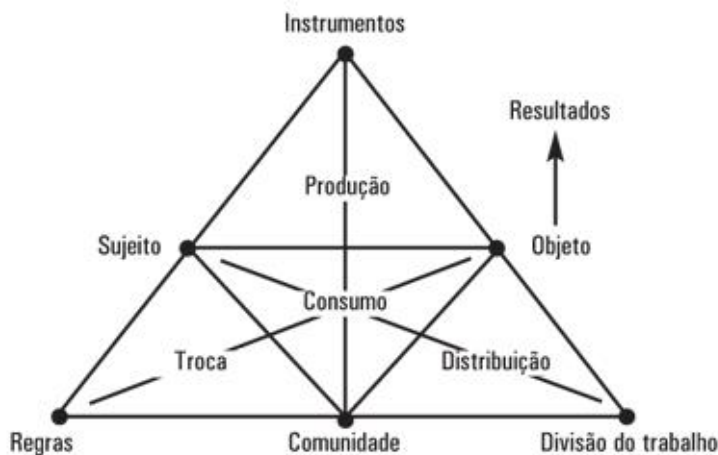 Instrumentos
Resultados
Produção
Sujeito
Objeto
Consumo
Troca
Distribuição
Regras
Comunidade
Divisão do trabalho